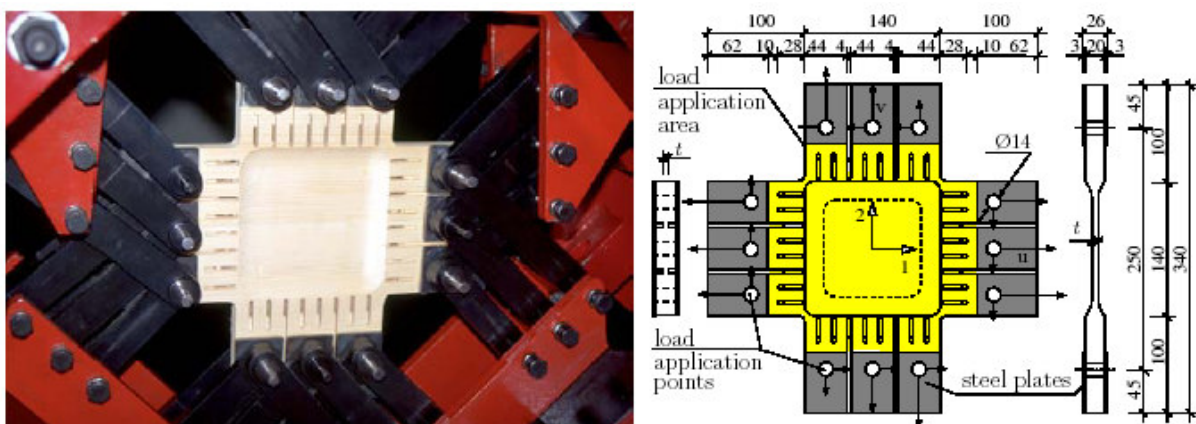 100 140 100 26
62 10 28 44 4 44 4 44 28 10 62 3 20 3
load
application
area
v
Ø14
t
2
1
u
t
45
100
250 140 340
100
45
load
application
points
steel plates